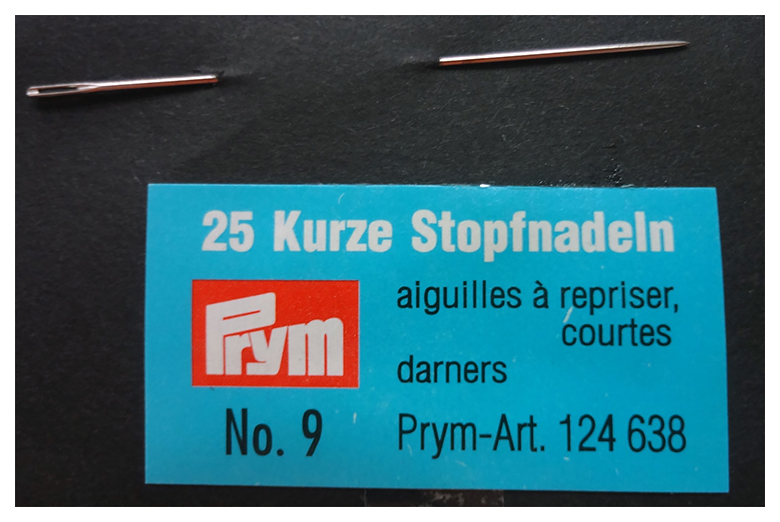 25 Kurze Stopfnadeln
Prym
aiguilles à repriser,
courtes
darners
No. 9
Prym-Art. 124 638